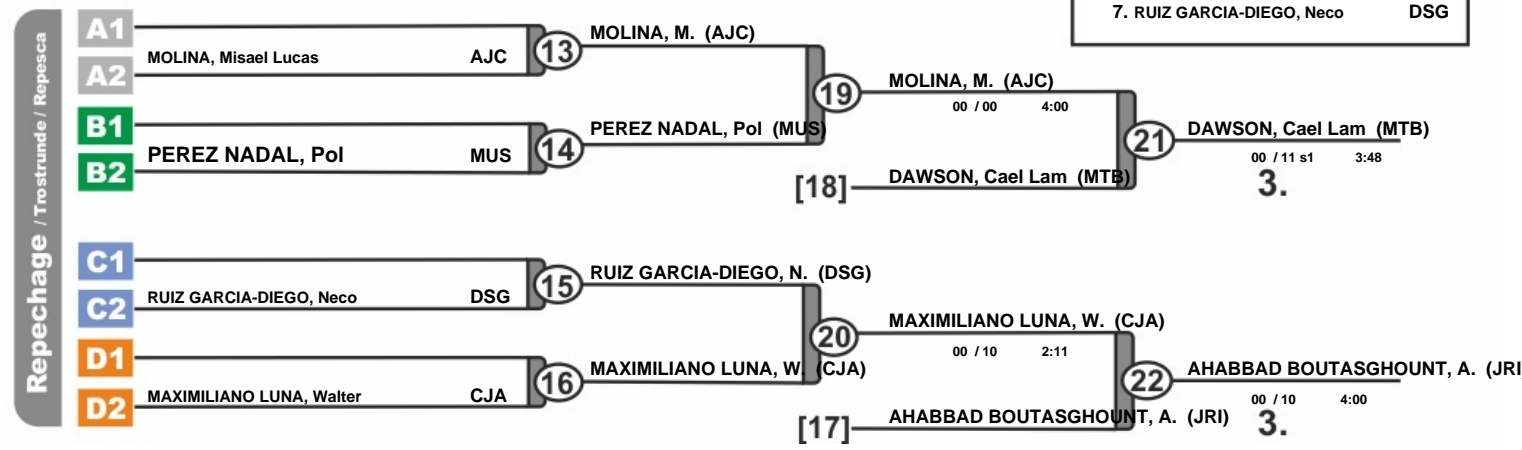 7. RUIZ GARCIA-DIEGO, Neco DSG
Repechage / Trostrunde / Repesca
A1
MOLINA, Misael Lucas AJC
A2
13
MOLINA, M. (AJC)
B1
PEREZ NADAL, Pol MUS
B2
14
PEREZ NADAL, Pol (MUS)
19
MOLINA, M. (AJC)
00 / 00 4:00
[18]
DAWSON, Cael Lam (MTB)
21
DAWSON, Cael Lam (MTB)
00 / 11 s1 3:48
3.
C1
RUIZ GARCIA-DIEGO, Neco DSG
C2
15
RUIZ GARCIA-DIEGO, N. (DSG)
D1
MAXIMILIANO LUNA, Walter CJA
D2
16
MAXIMILIANO LUNA, W. (CJA)
20
MAXIMILIANO LUNA, W. (CJA)
00 / 10 2:11
[17]
AHABBAD BOUTASGHOUNT, A. (JRI)
22
AHABBAD BOUTASGHOUNT, A. (JRI
00 / 10 4:00
3.